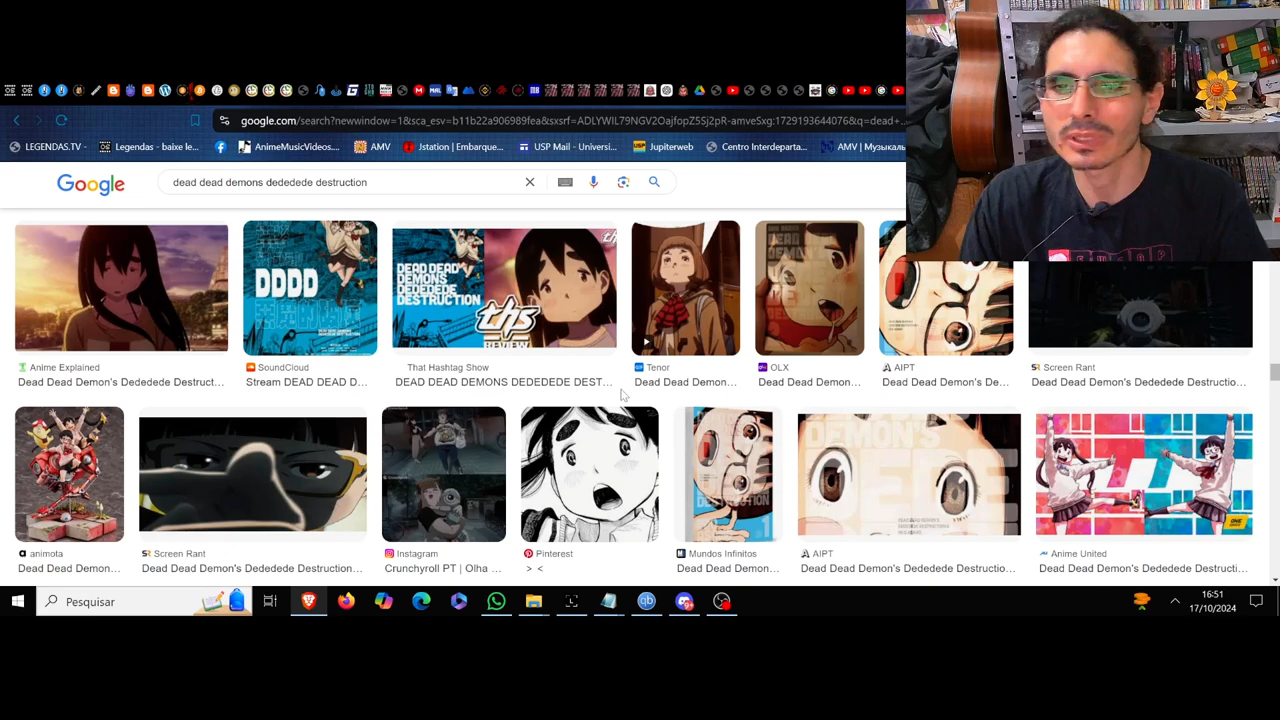 google.com/search?newwindow=1&sca_esv=b11b22a906989fea&sxsrf=ADLYWIL79NGV2OajfopZ5Sj2pR-amveSxg:1729193644076&q=dead+..
LEGENDAS.TV
Legendas - baixe le...
AnimeMusicVideos...
AMV
Jstation | Embarque...
USP Mail - Universi...
Jupiterweb
Centro Interdeparta...
AMV | Музыкаль
Google
dead dead demons dededede destruction
DDDD
DEAD DEAD
DEMONS
DEDEDEDE
DESTRUCTION
ths
REVIEW
Anime Explained
Dead Dead Demon's Dededede Destruct...
SoundCloud
Stream DEAD DEAD D...
That Hashtag Show
DEAD DEAD DEMONS DEDEDEDE DEST...
Tenor
Dead Dead Demon...
OLX
Dead Dead Demon...
AIPT
Dead Dead Demon's De...
Screen Rant
Dead Dead Demon's Dededede Destructio...
DESTRUCTION
1
DEMON'S
DEDE
animota
Dead Dead Demon...
Screen Rant
Dead Dead Demon's Dededede Destruction...
Instagram
Crunchyroll PT | Olha ...
Pinterest
> <
Mundos Infinitos
Dead Dead Demon...
AIPT
Dead Dead Demon's Dededede Destructio...
Anime United
Dead Dead Demon's Dededede Destructi...
Pesquisar
16:51
17/10/2024